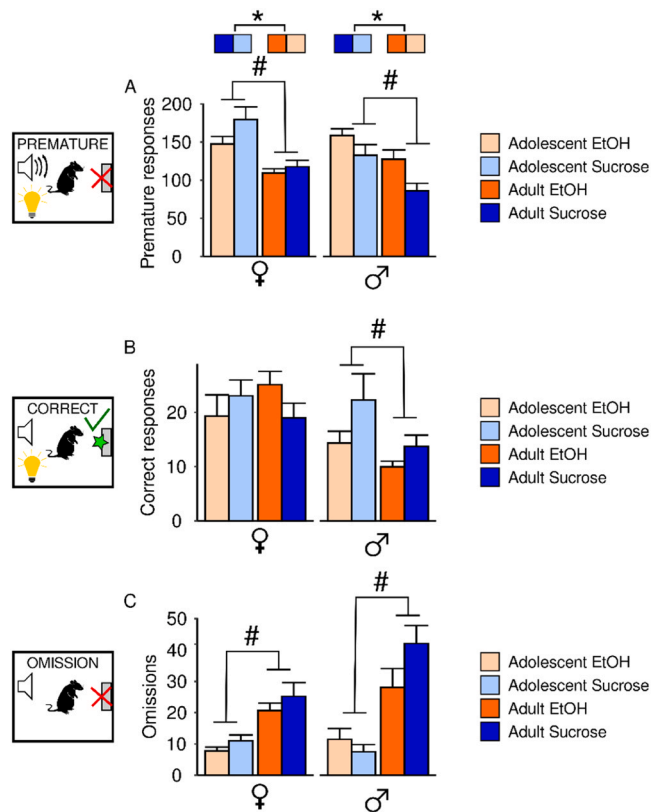 * *
# #
A
200
150
100
50
0
Premature responses
♀ ♂
PREMATURE
Adolescent EtOH
Adolescent Sucrose
Adult EtOH
Adult Sucrose
B
#
20
10
0
Correct responses
♀ ♂
CORRECT
Adolescent EtOH
Adolescent Sucrose
Adult EtOH
Adult Sucrose
C
# #
50
40
30
20
10
0
Omissions
♀ ♂
OMISSION
Adolescent EtOH
Adolescent Sucrose
Adult EtOH
Adult Sucrose